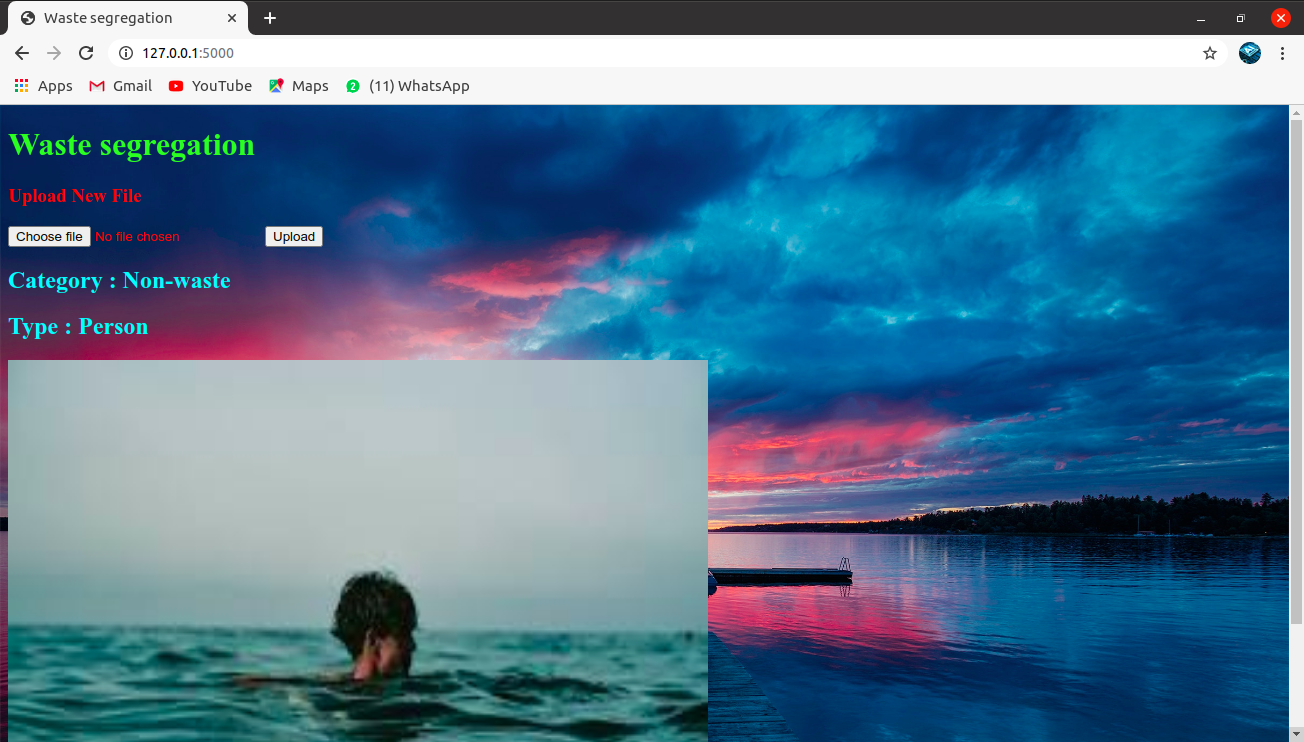 Waste segregation
127.0.0.1:5000
Apps Gmail YouTube Maps 2 (11) WhatsApp
Waste segregation
Upload New File
Choose file No file chosen Upload
Category : Non-waste
Type : Person